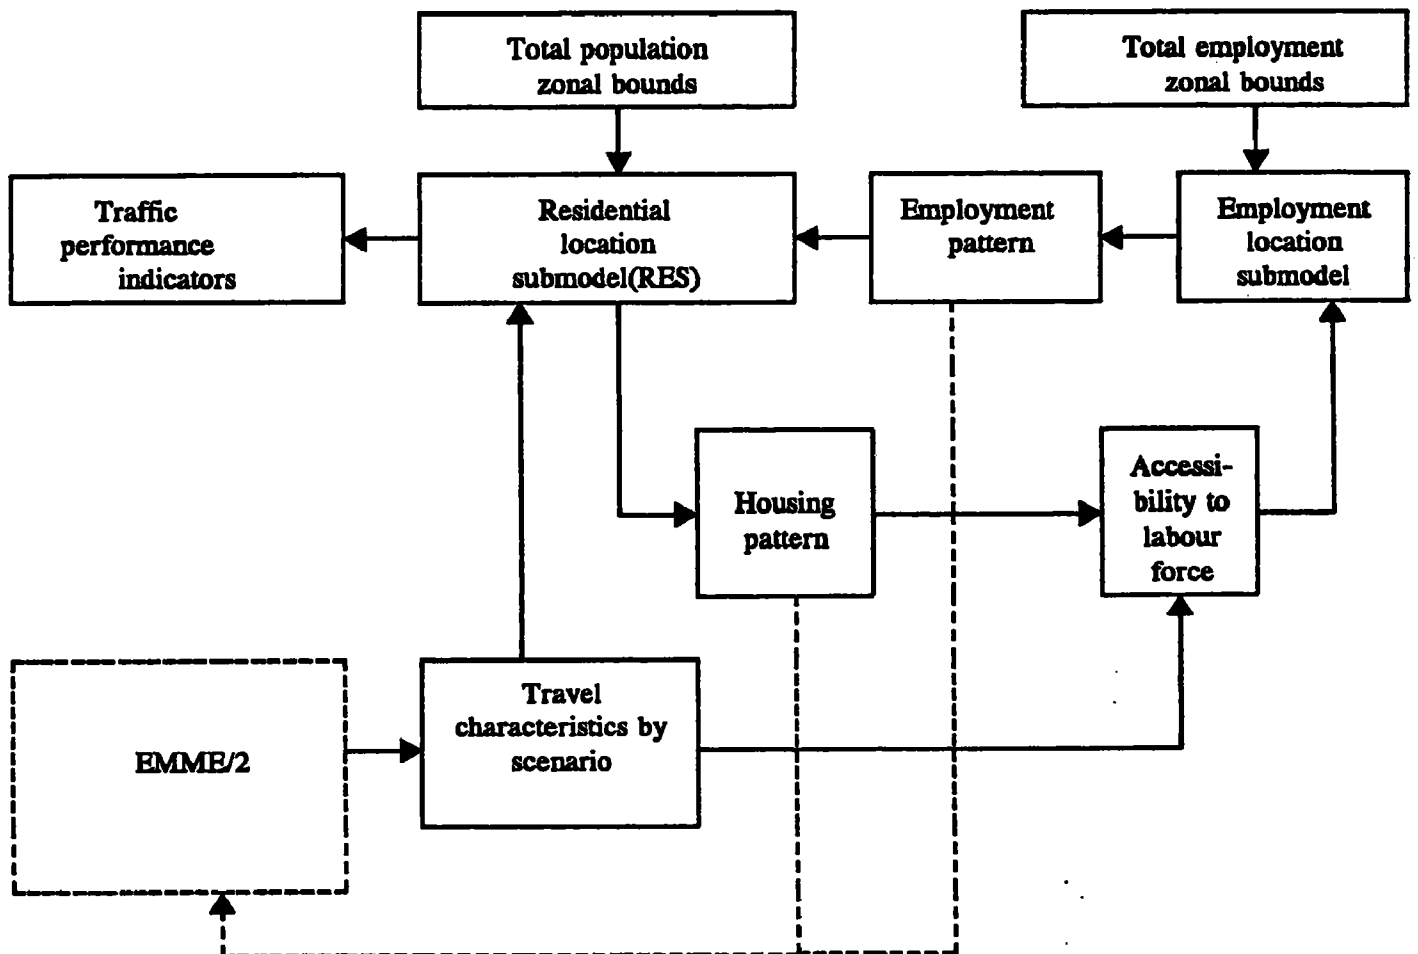 Total population
zonal bounds
Total employment
zonal bounds
Traffic
performance
indicators
Residential
location
submodel(RES)
Employment
pattern
Employment
location
submodel
Housing
pattern
Accessi-
bility to
labour
force
EMME/2
Travel
characteristics by
scenario